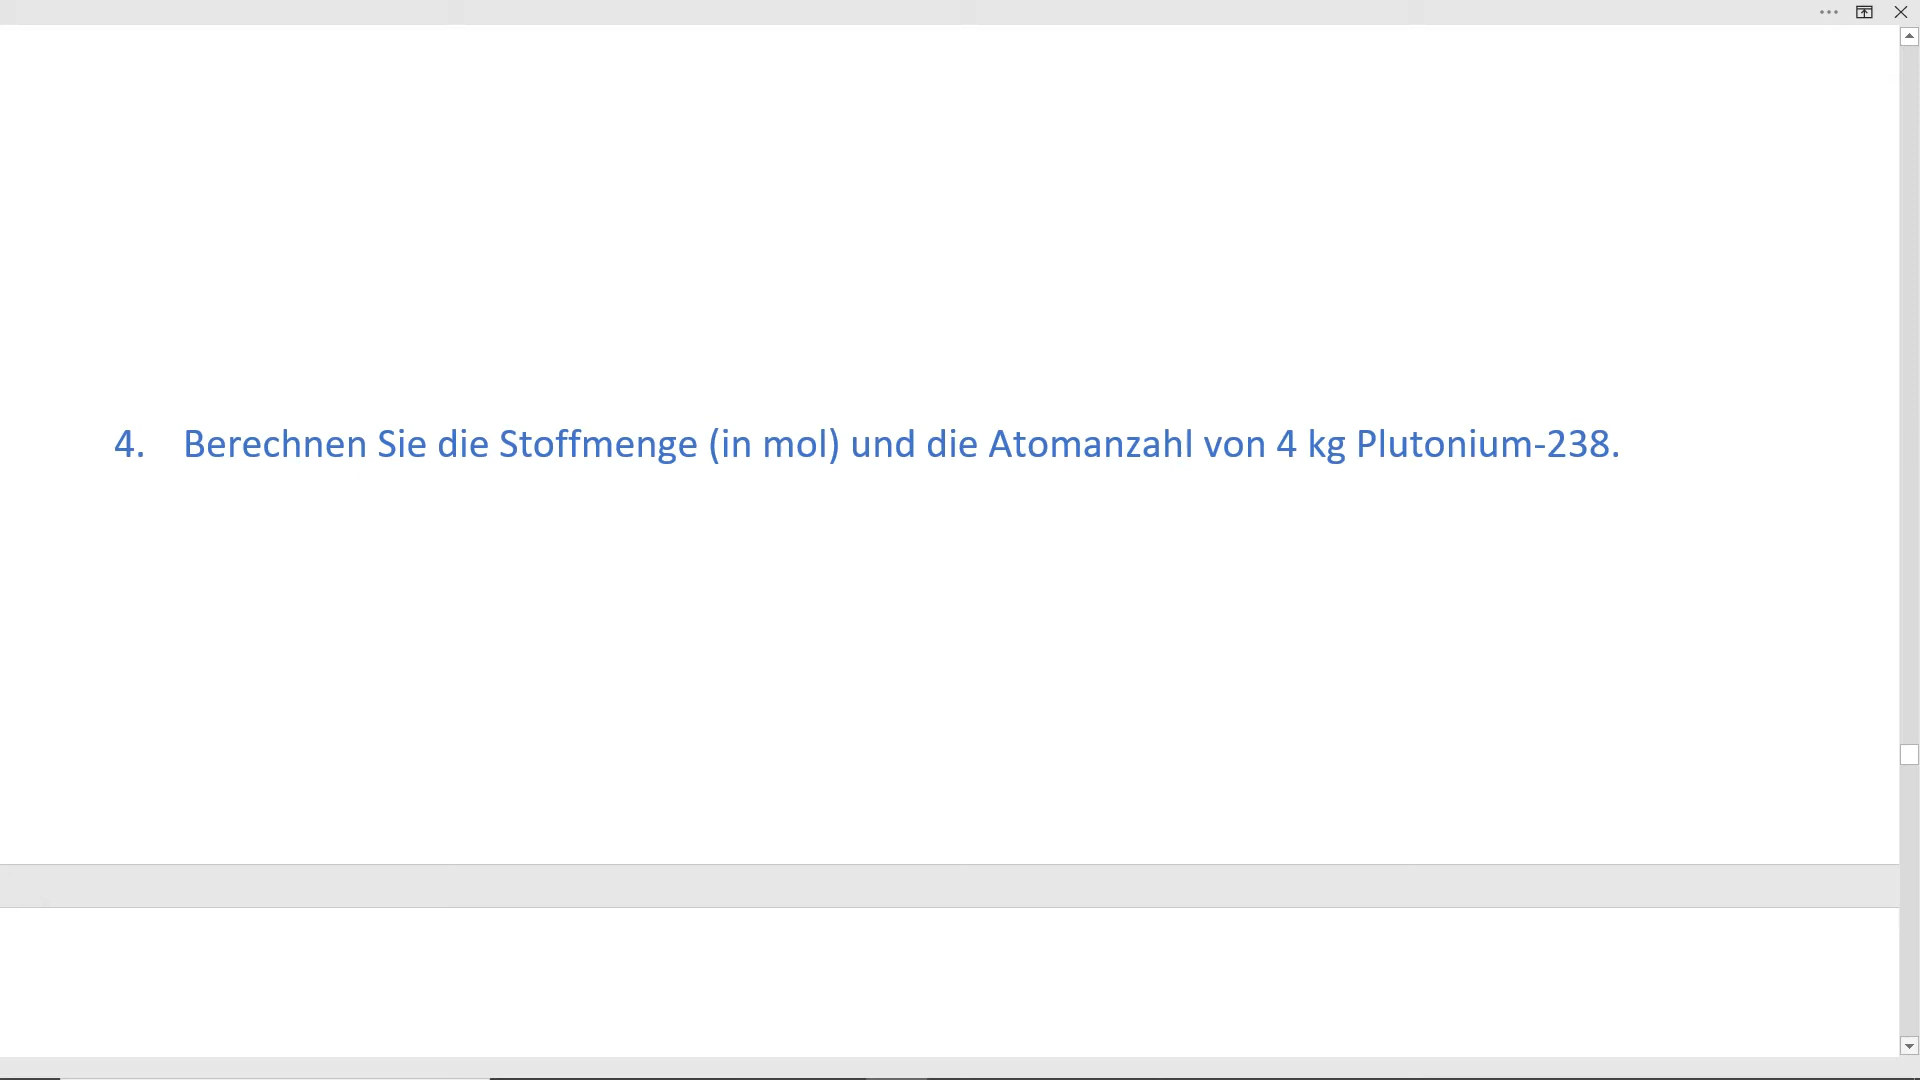 4. Berechnen Sie die Stoffmenge (in mol) und die Atomanzahl von 4 kg Plutonium-238.